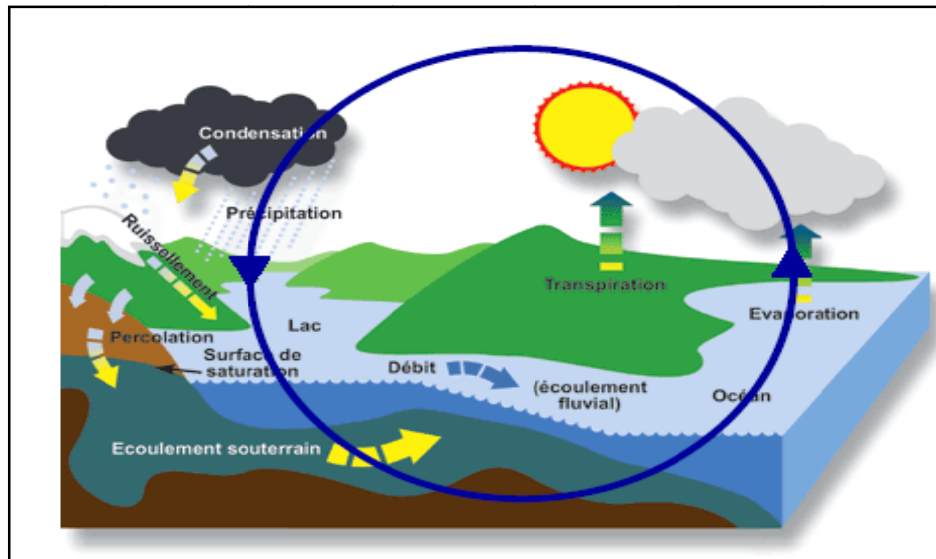 Condensation
Précipitation
Ruissellement
Transpiration
Evaporation
Lac
Percolation
Surface de
saturation
Débit
(écoulement
fluvial)
Océan
Ecoulement souterrain